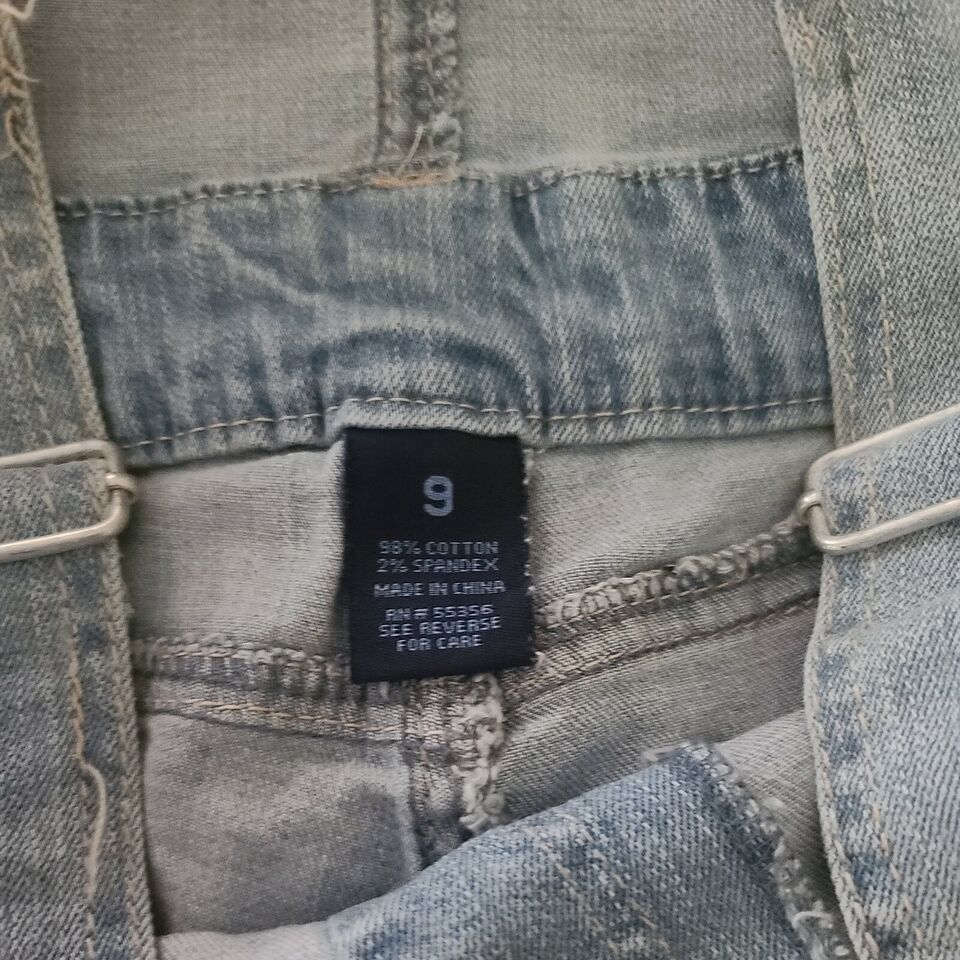 9
98% COTTON
2% SPANDEX
MADE IN CHINA
RN # 55356
SEE REVERSE
FOR CARE